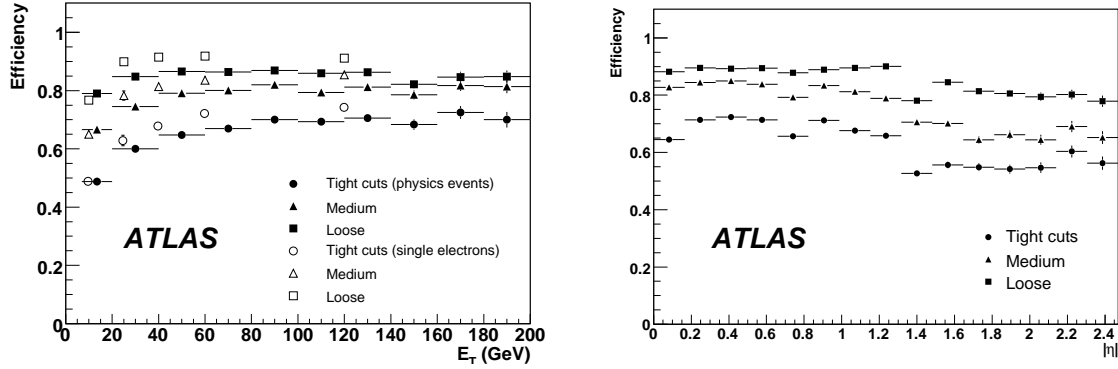 Efficiency
1
0.8
0.6
0.4
0.2
0
ATLAS
Tight cuts (physics events)
Medium
Loose
Tight cuts (single electrons)
Medium
Loose
0 20 40 60 80 100 120 140 160 180 200
E_T (GeV)
Efficiency
1
0.8
0.6
0.4
0.2
0
ATLAS
Tight cuts
Medium
Loose
0 0.2 0.4 0.6 0.8 1 1.2 1.4 1.6 1.8 2 2.2 2.4
|η|